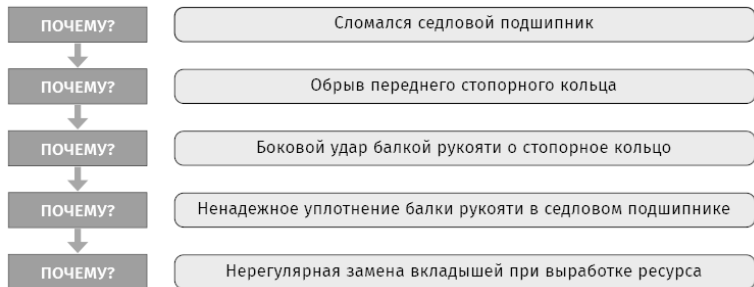 ПОЧЕМУ? Сломался седловой подшипник
ПОЧЕМУ? Обрыв переднего стопорного кольца
ПОЧЕМУ? Боковой удар балкой рукояти о стопорное кольцо
ПОЧЕМУ? Ненадежное уплотнение балки рукояти в седловом подшипнике
ПОЧЕМУ? Нерегулярная замена вкладышей при выработке ресурса